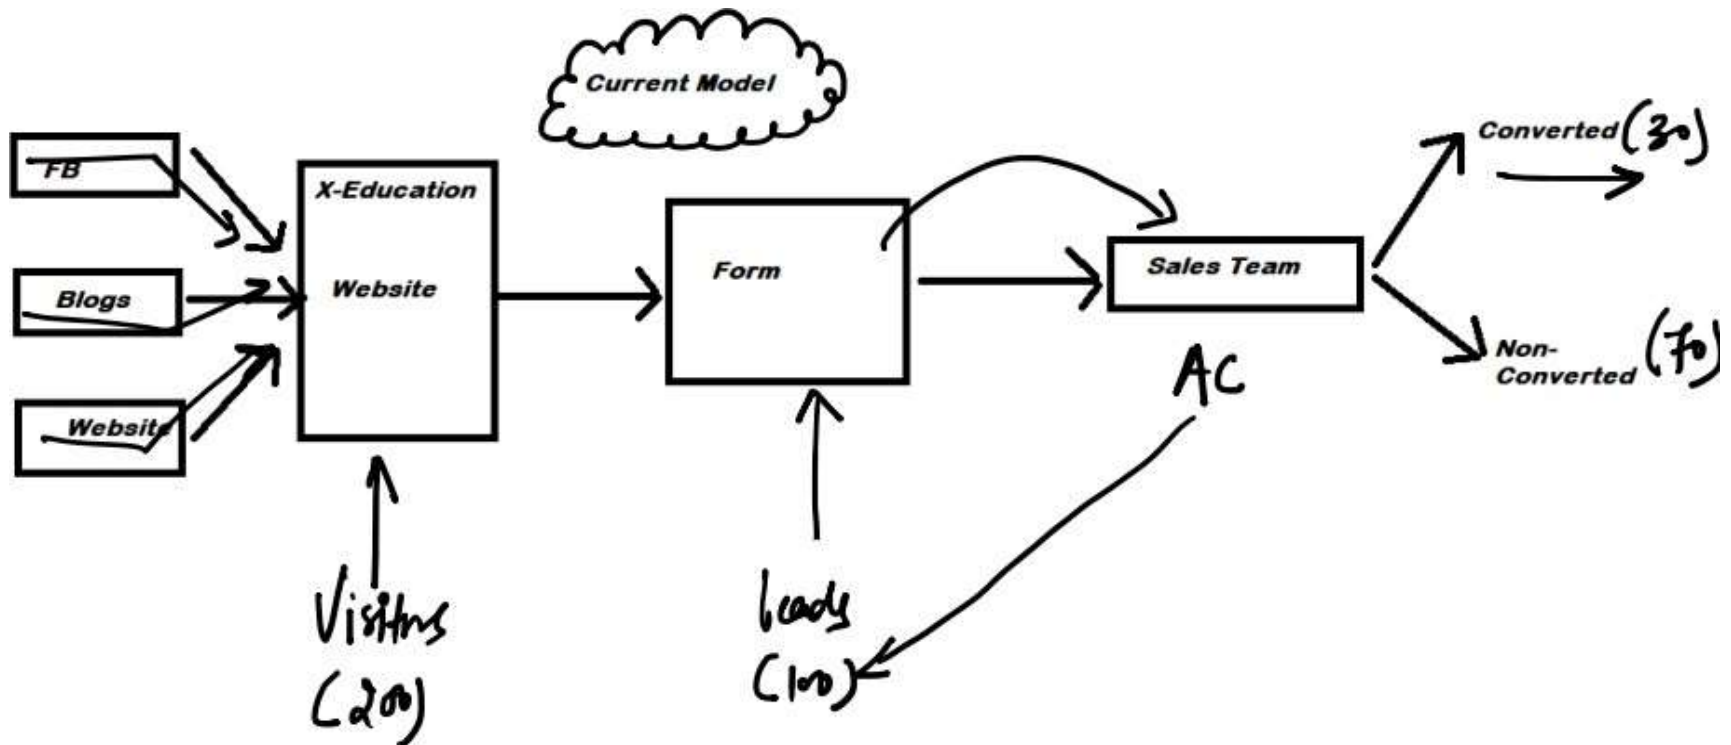 Current Model
FB
Blogs
Website
X-Education
Website
Form
Sales Team
Converted (30)
Non-
Converted (70)
AC
Visitors
(200)
leads
(100)